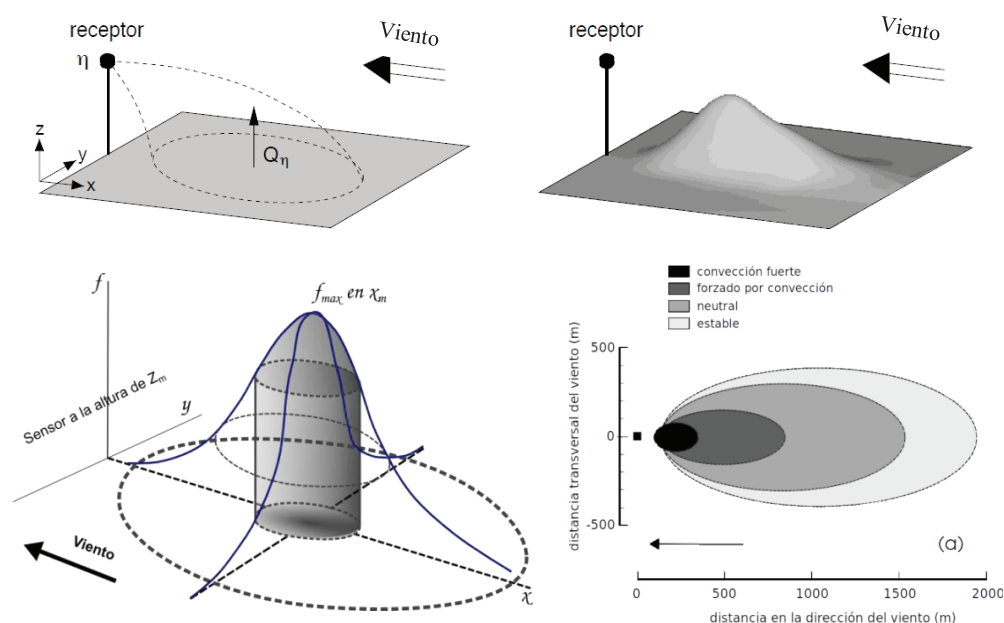 receptor
Viento
η
z
y
x
Qη
receptor
Viento
f
fmax en xm
Sensor a la altura de Zm
y
Viento
x
convección fuerte
forzado por convección
neutral
estable
distancia transversal del viento (m)
500
0
-500
(a)
0 500 1000 1500 2000
distancia en la dirección del viento (m)